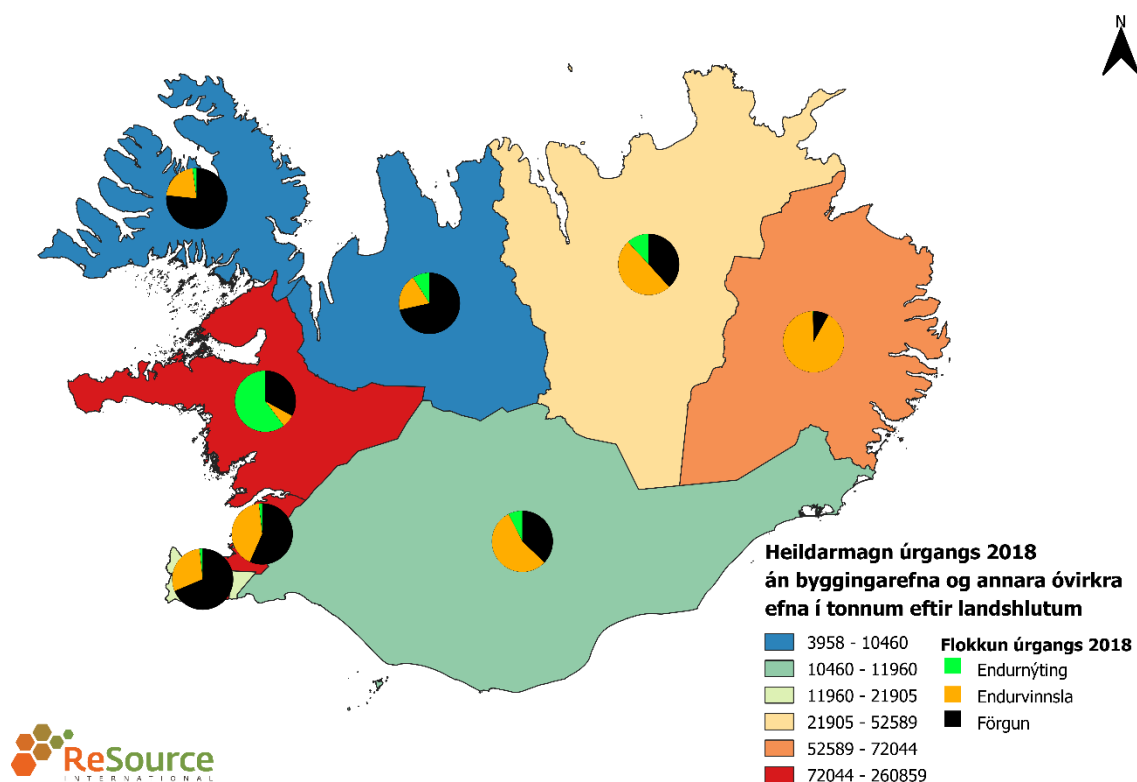 N
Heildarmagn úrgangs 2018
án byggingarefna og annara óvirkra
efna í tonnum eftir landshlutum
3958 - 10460
10460 - 11960
11960 - 21905
21905 - 52589
52589 - 72044
72044 - 260859
Flokkun úrgangs 2018
Endurnýting
Endurvinnsla
Förgun
ReSource
INTERNATIONAL